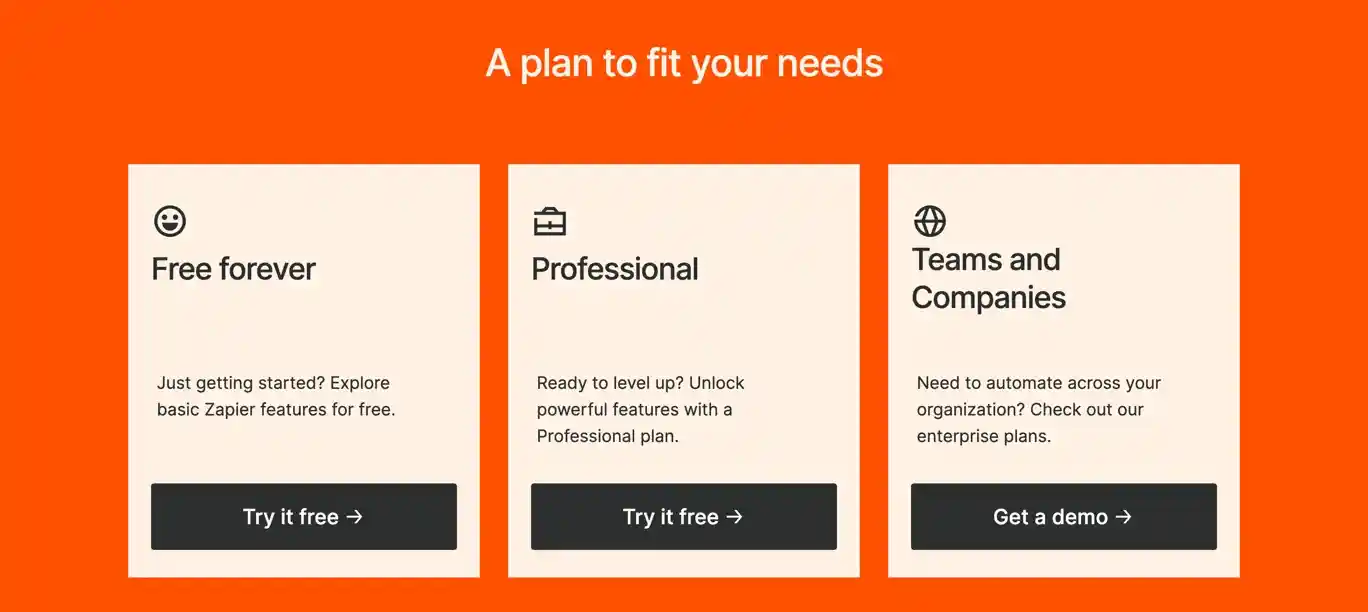 A plan to fit your needs
Free forever
Just getting started? Explore
basic Zapier features for free.
Try it free →
Professional
Ready to level up? Unlock
powerful features with a
Professional plan.
Try it free →
Teams and
Companies
Need to automate across your
organization? Check out our
enterprise plans.
Get a demo →